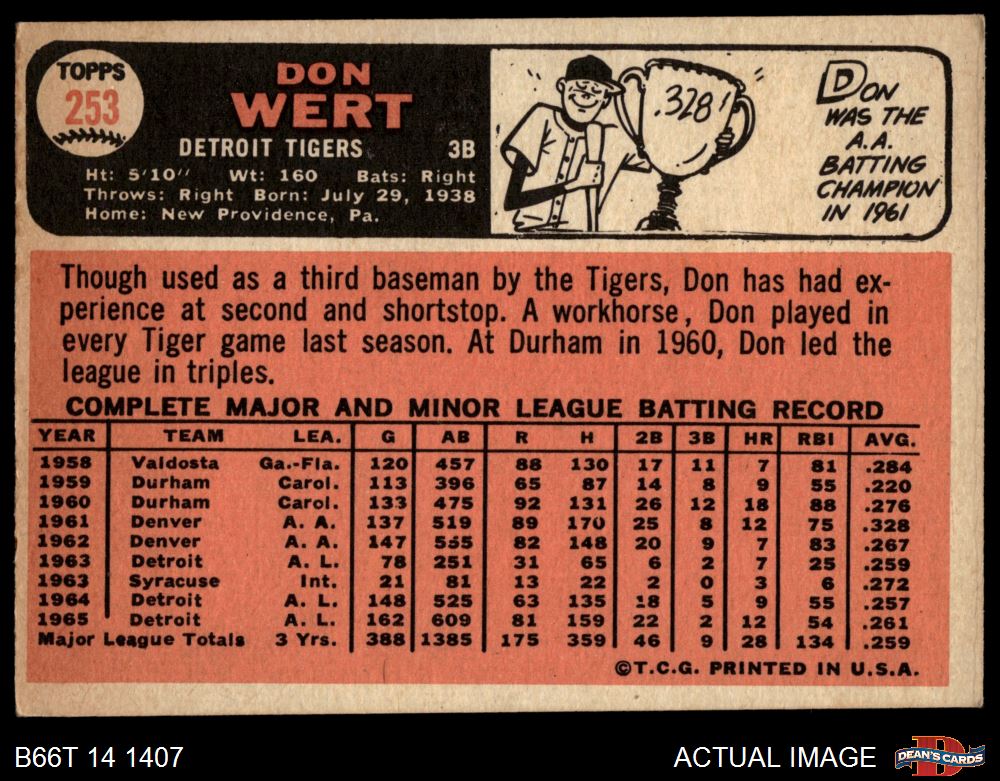 TOPPS
253
DON
WERT
DETROIT TIGERS 3B
Ht: 5'10" Wt: 160 Bats: Right
Throws: Right Born: July 29, 1938
Home: New Providence, Pa.
.328!
DON
WAS THE
A.A.
BATTING
CHAMPION
IN 1961
Though used as a third baseman by the Tigers, Don has had ex-
perience at second and shortstop. A workhorse, Don played in
every Tiger game last season. At Durham in 1960, Don led the
league in triples.
COMPLETE MAJOR AND MINOR LEAGUE BATTING RECORD
YEAR TEAM LEA. G AB R H 2B 3B HR RBI AVG.
1958 Valdosta Ga.-Fla. 120 457 88 130 17 11 7 81 .284
1959 Durham Carol. 113 396 65 87 14 8 9 55 .220
1960 Durham Carol. 133 475 92 131 26 12 18 88 .276
1961 Denver A. A. 137 519 89 170 25 8 12 75 .328
1962 Denver A. A. 147 555 82 148 20 9 7 83 .267
1963 Detroit A. L. 78 251 31 65 6 2 7 25 .259
1963 Syracuse Int. 21 81 13 22 2 0 3 6 .272
1964 Detroit A. L. 148 525 63 135 18 5 9 55 .257
1965 Detroit A. L. 162 609 81 159 22 2 12 54 .261
Major League Totals 3 Yrs. 388 1385 175 359 46 9 28 134 .259
©T.C.G. PRINTED IN U.S.A.
B66T 14 1407 ACTUAL IMAGE DEAN'S CARDS